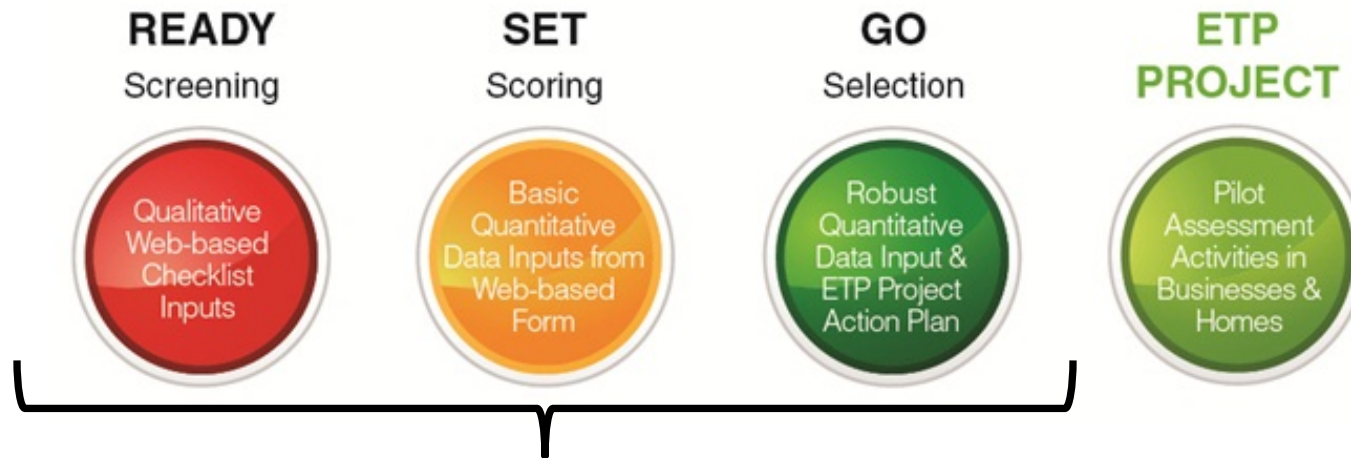 READY
Screening
Qualitative
Web-based
Checklist
Inputs
SET
Scoring
Basic
Quantitative
Data Inputs from
Web-based
Form
GO
Selection
Robust
Quantitative
Data Input &
ETP Project
Action Plan
ETP
PROJECT
Pilot
Assessment
Activities in
Businesses &
Homes